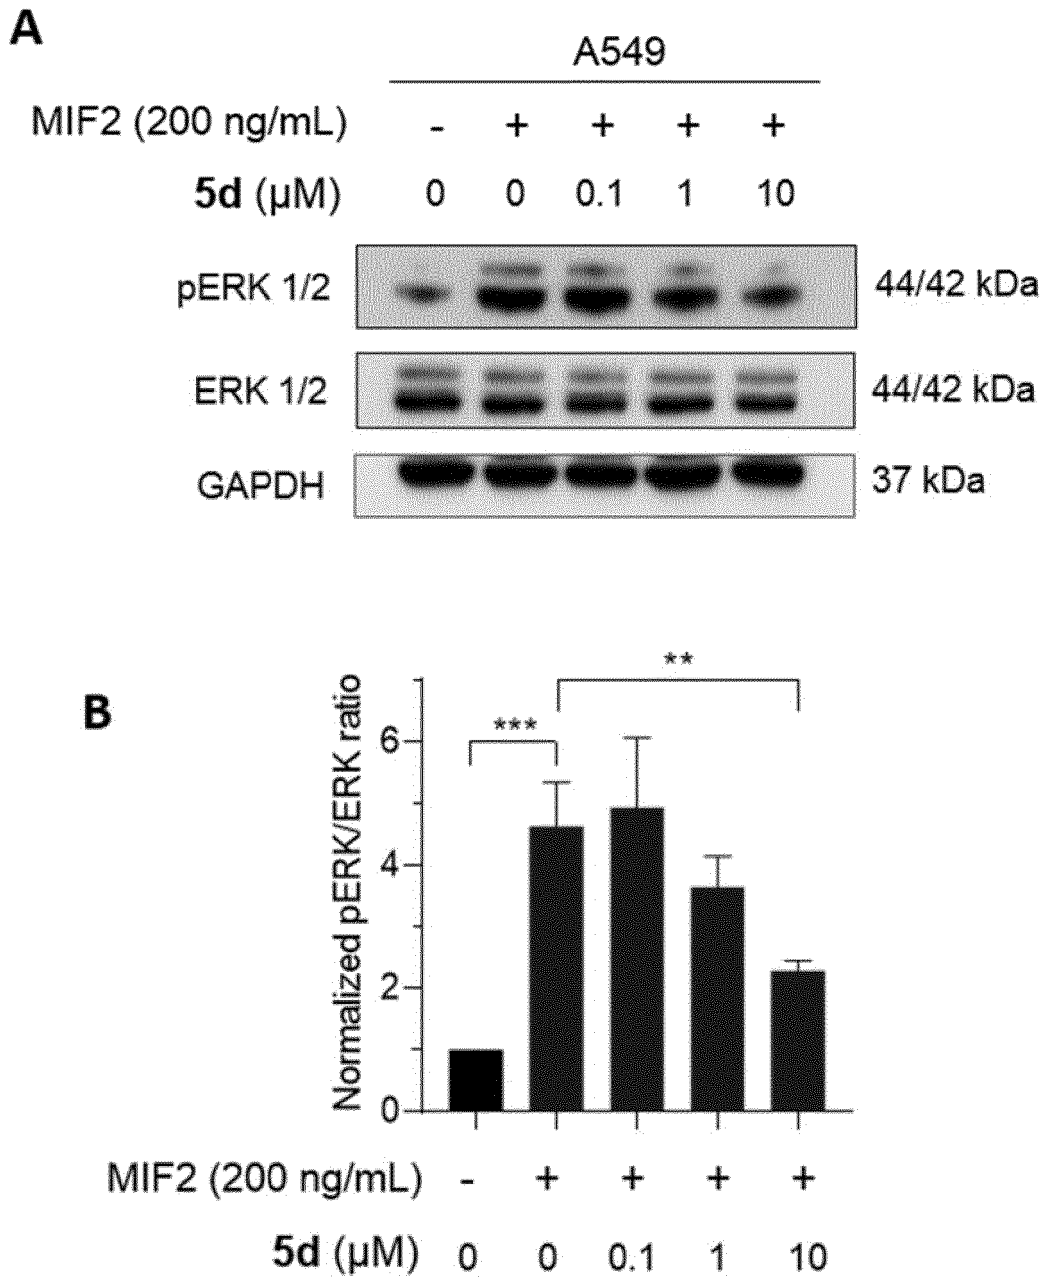 A
A549
MIF2 (200 ng/mL) - + + + +
5d (µM) 0 0 0.1 1 10
pERK 1/2 44/42 kDa
ERK 1/2 44/42 kDa
GAPDH 37 kDa
B
**
***
Normalized pERK/ERK ratio
6
4
2
0
MIF2 (200 ng/mL) - + + + +
5d (µM) 0 0 0.1 1 10